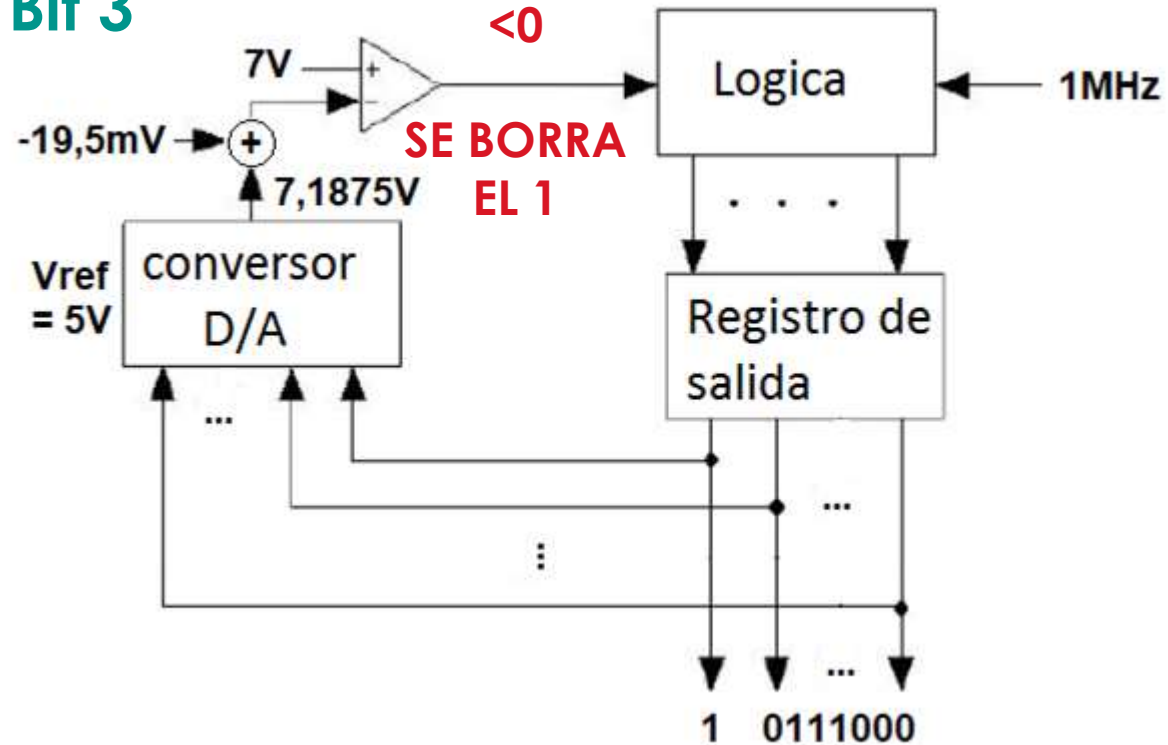 Bit 3
<0
7V
+
−
Logica
1MHz
-19,5mV
+
SE BORRA
EL 1
7,1875V
. . .
Vref
= 5V
conversor
D/A
Registro de
salida
...
...
...
...
1 0111000